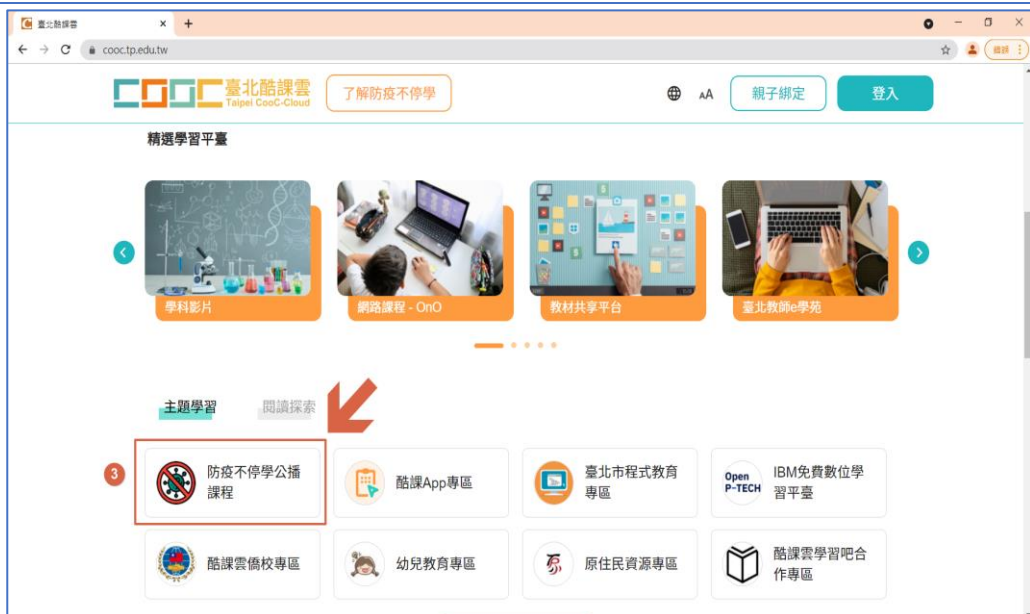 臺北酷課雲
cooc.tp.edu.tw
COOC 臺北酷課雲
Taipei CooC-Cloud
了解防疫不停學
AA
親子綁定
登入
精選學習平臺
學科影片
網路課程 - OnO
教材共享平台
臺北教師e學苑
主題學習
閱讀探索
3
防疫不停學公播
課程
酷課App專區
臺北市程式教育
專區
Open
P-TECH
IBM免費數位學
習平臺
酷課雲僑校專區
幼兒教育專區
原住民資源專區
酷課雲學習吧合
作專區